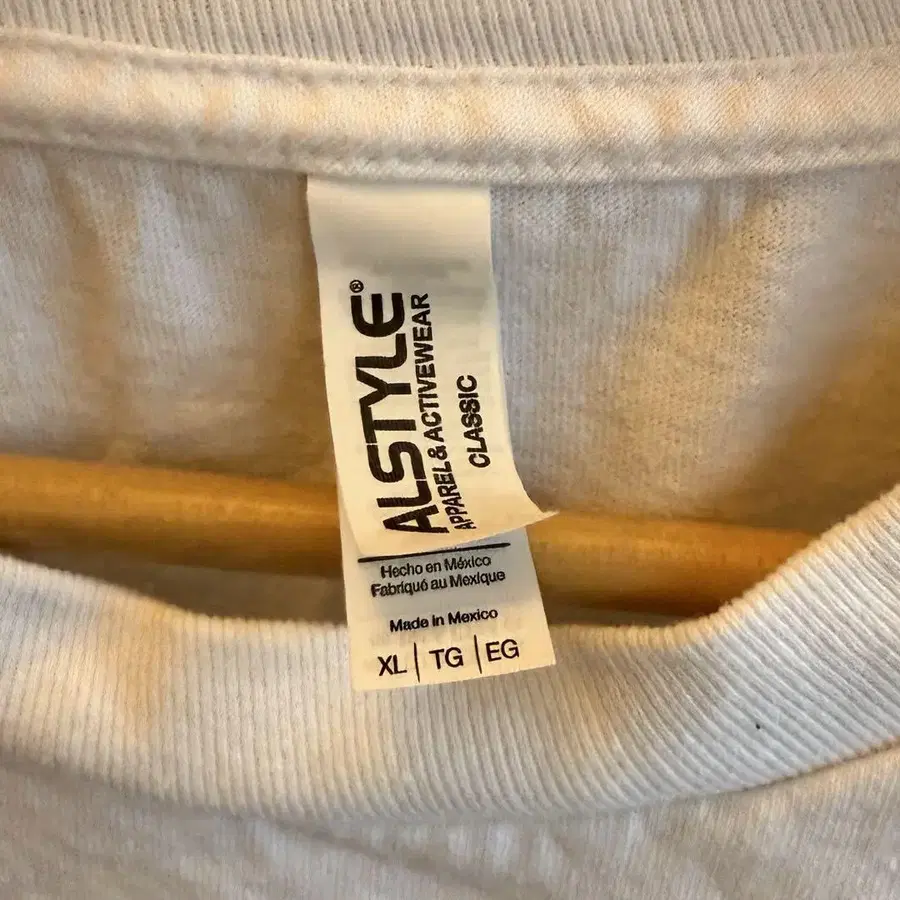 ALSTYLE®
APPAREL & ACTIVEWEAR
CLASSIC
Hecho en México
Fabriqué au Mexique
Made in Mexico
XL | TG | EG